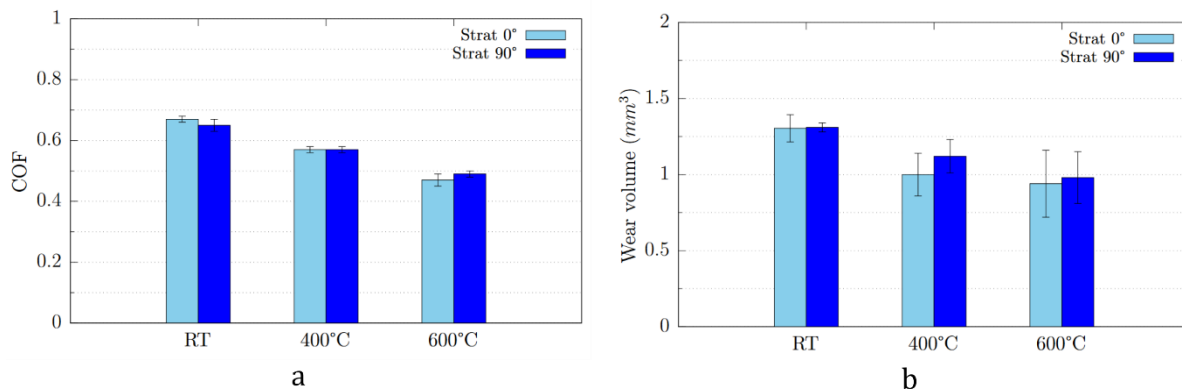 1
0.8
0.6
0.4
0.2
0
COF
Strat 0°
Strat 90°
RT
400°C
600°C
a
2
1.5
1
0.5
0
Wear volume (mm³)
Strat 0°
Strat 90°
RT
400°C
600°C
b